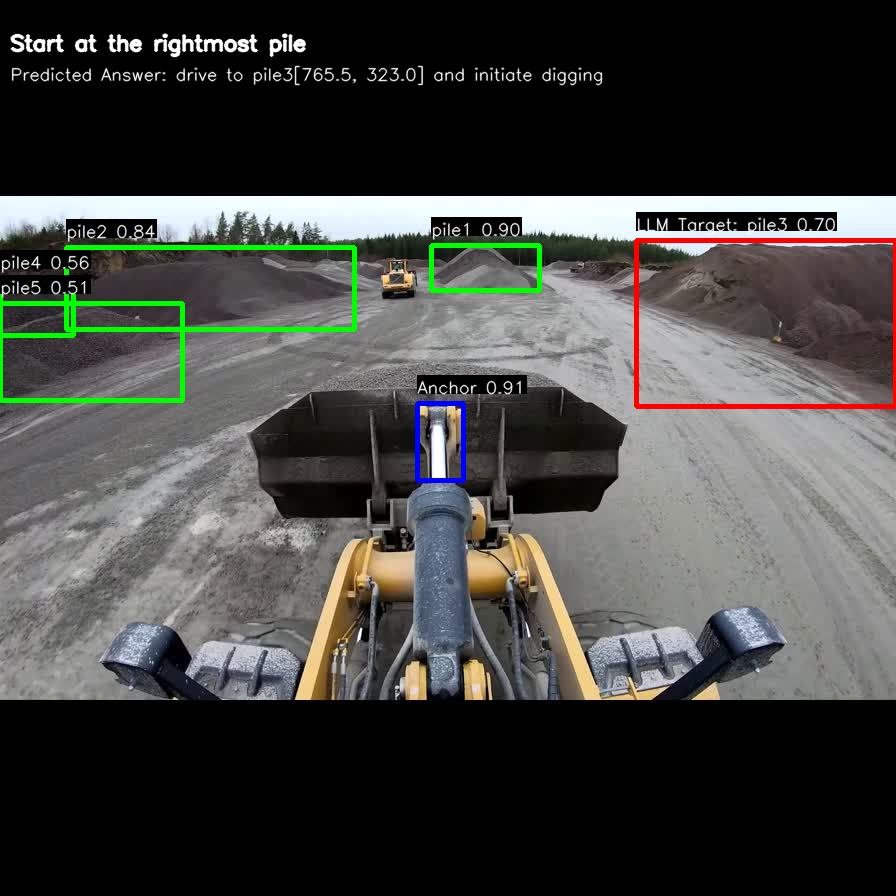 Start at the rightmost pile
Predicted Answer: drive to pile3[765.5, 323.0] and initiate digging
LLM Target: pile3 0.70
pile2 0.84
pile1 0.90
pile4 0.56
pile5 0.51
Anchor 0.91